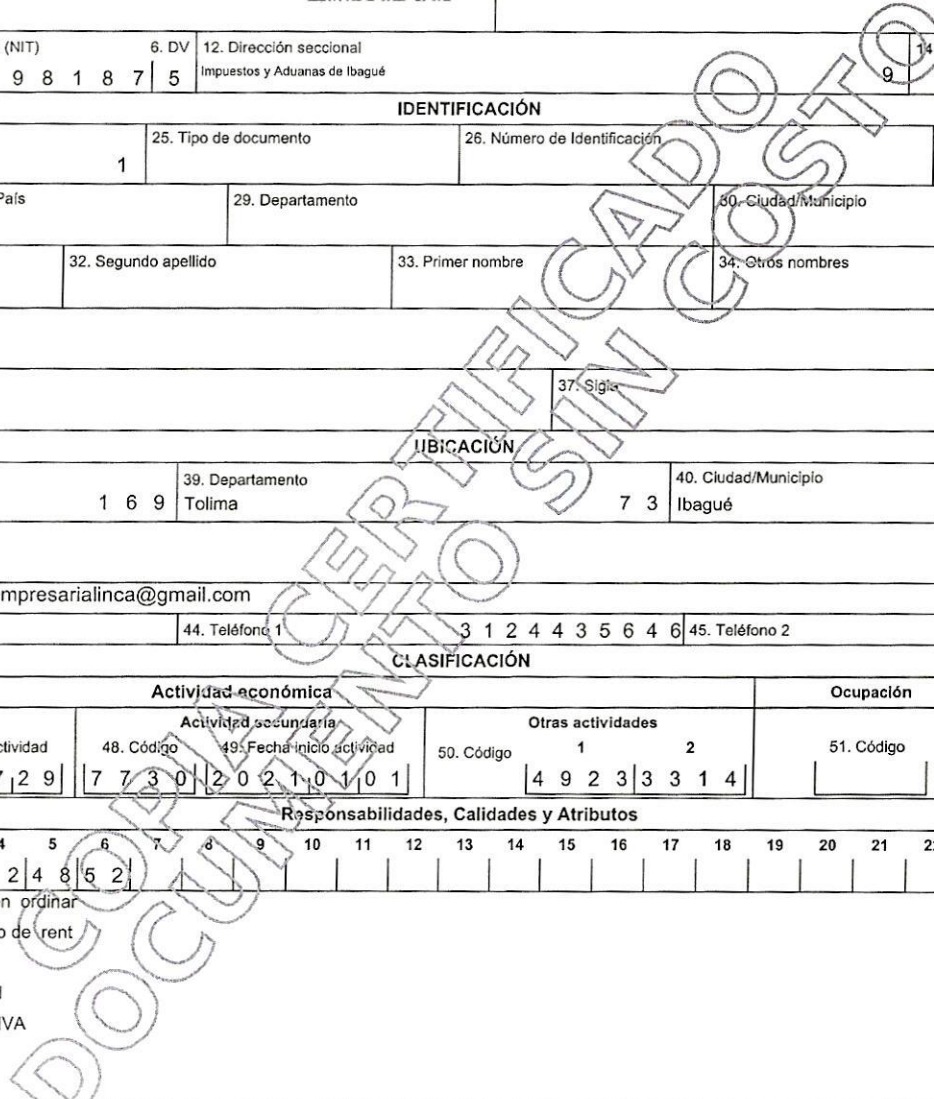 (NIT) 6. DV 12. Dirección seccional 14
9 8 1 8 7 5 Impuestos y Aduanas de Ibagué 9
IDENTIFICACIÓN
25. Tipo de documento 26. Número de Identificación
1
País 29. Departamento 30. Ciudad/Municipio
32. Segundo apellido 33. Primer nombre 34. Otros nombres
37. Sigla
UBICACIÓN
39. Departamento 40. Ciudad/Municipio
1 6 9 Tolima 7 3 Ibagué
mpresarialinca@gmail.com
44. Teléfono 1 3 1 2 4 4 3 5 6 4 6 45. Teléfono 2
CLASIFICACIÓN
Actividad económica Ocupación
Actividad secundaria Otras actividades
ctividad 48. Código 49. Fecha inicio actividad 50. Código 1 2 51. Código
2 9 7 7 3 0 2 0 2 1 0 1 0 1 4 9 2 3 3 3 1 4
Responsabilidades, Calidades y Atributos
4 5 6 7 8 9 10 11 12 13 14 15 16 17 18 19 20 21 22
2 4 8 5 2
n ordinar
o de rent
IVA
COPIA CERTIFICADO
DOCUMENTO SIN COSTO